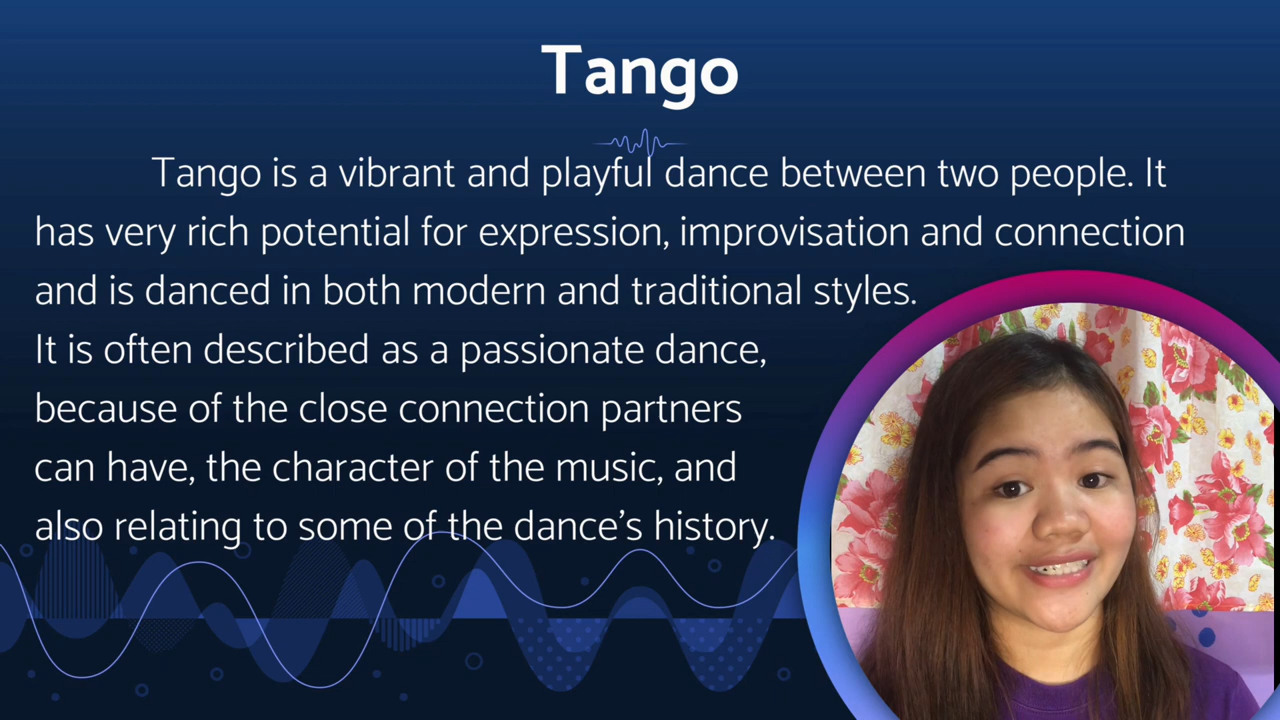 Tango
Tango is a vibrant and playful dance between two people. It
has very rich potential for expression, improvisation and connection
and is danced in both modern and traditional styles.
It is often described as a passionate dance,
because of the close connection partners
can have, the character of the music, and
also relating to some of the dance’s history.